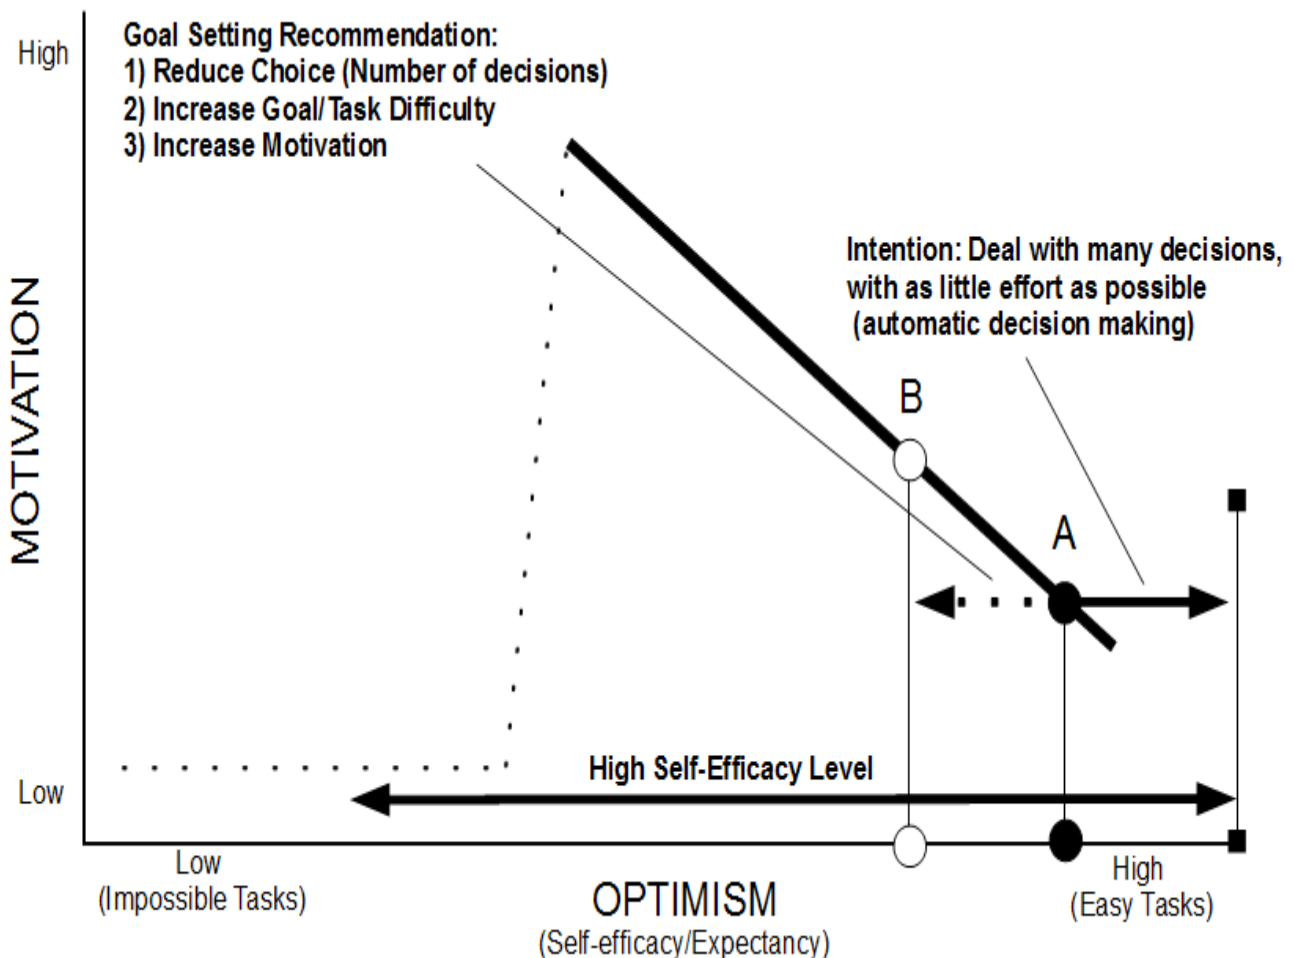 High
Goal Setting Recommendation:
1) Reduce Choice (Number of decisions)
2) Increase Goal/Task Difficulty
3) Increase Motivation
Intention: Deal with many decisions,
with as little effort as possible
(automatic decision making)
MOTIVATION
B
A
High Self-Efficacy Level
Low
Low
(Impossible Tasks)
OPTIMISM
(Self-efficacy/Expectancy)
High
(Easy Tasks)